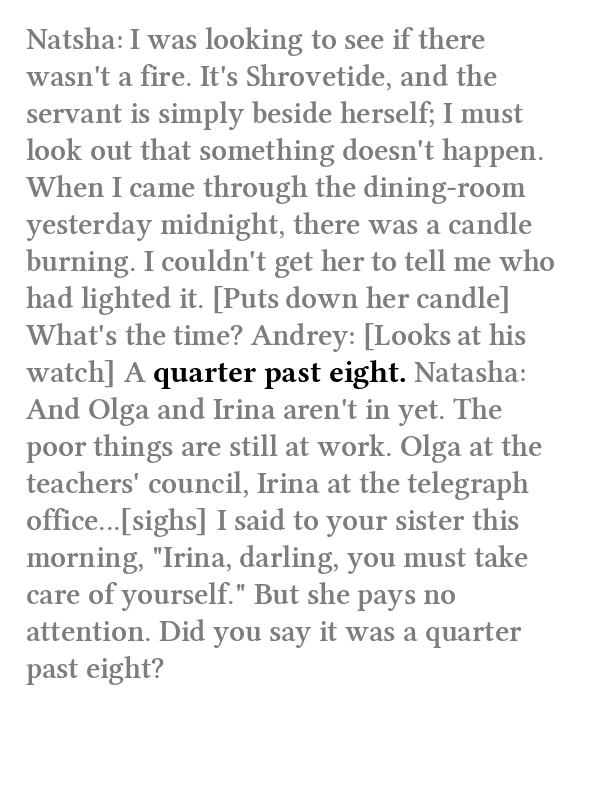 Natsha: I was looking to see if there
wasn't a fire. It's Shrovetide, and the
servant is simply beside herself; I must
look out that something doesn't happen.
When I came through the dining-room
yesterday midnight, there was a candle
burning. I couldn't get her to tell me who
had lighted it. [Puts down her candle]
What's the time? Andrey: [Looks at his
watch] A quarter past eight. Natasha:
And Olga and Irina aren't in yet. The
poor things are still at work. Olga at the
teachers' council, Irina at the telegraph
office...[sighs] I said to your sister this
morning, "Irina, darling, you must take
care of yourself." But she pays no
attention. Did you say it was a quarter
past eight?